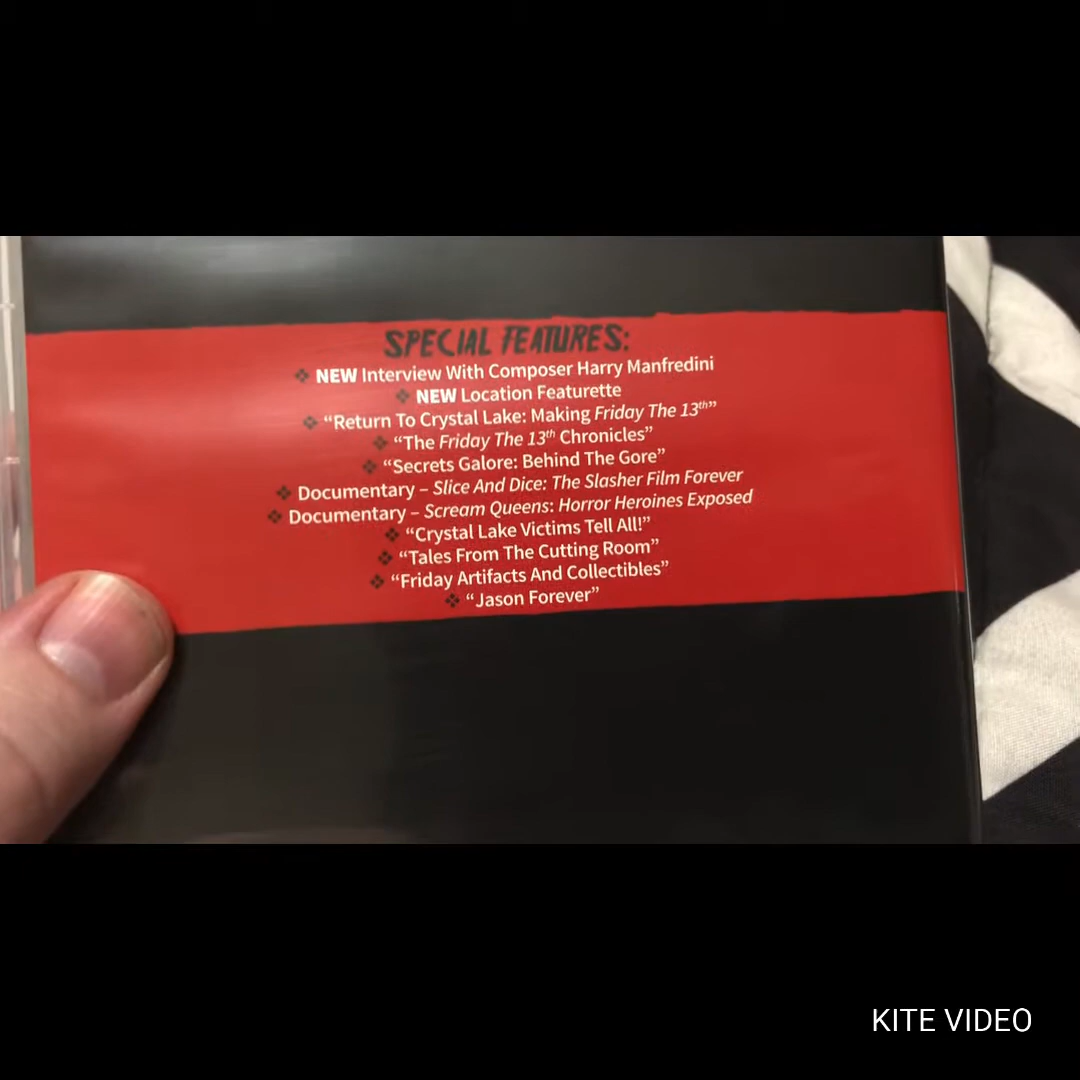 SPECIAL FEATURES:
❖ NEW Interview With Composer Harry Manfredini
❖ NEW Location Featurette
❖ “Return To Crystal Lake: Making Friday The 13th”
❖ “The Friday The 13th Chronicles”
❖ “Secrets Galore: Behind The Gore”
❖ Documentary – Slice And Dice: The Slasher Film Forever
❖ Documentary – Scream Queens: Horror Heroines Exposed
❖ “Crystal Lake Victims Tell All!”
❖ “Tales From The Cutting Room”
❖ “Friday Artifacts And Collectibles”
❖ “Jason Forever”
KITE VIDEO